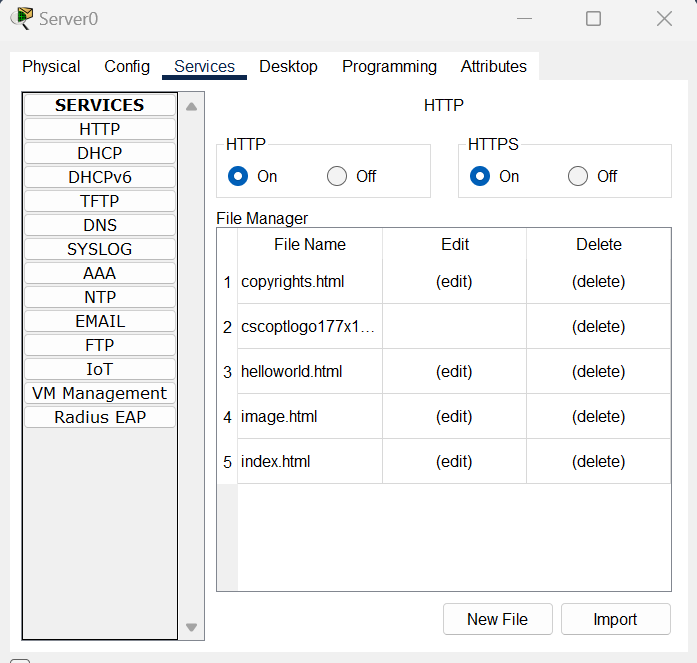 Server0
Physical Config Services Desktop Programming Attributes
SERVICES
HTTP
DHCP
DHCPv6
TFTP
DNS
SYSLOG
AAA
NTP
EMAIL
FTP
IoT
VM Management
Radius EAP
HTTP
HTTP
On Off
HTTPS
On Off
File Manager
File Name Edit Delete
1 copyrights.html (edit) (delete)
2 cscoptlogo177x1... (delete)
3 helloworld.html (edit) (delete)
4 image.html (edit) (delete)
5 index.html (edit) (delete)
New File Import